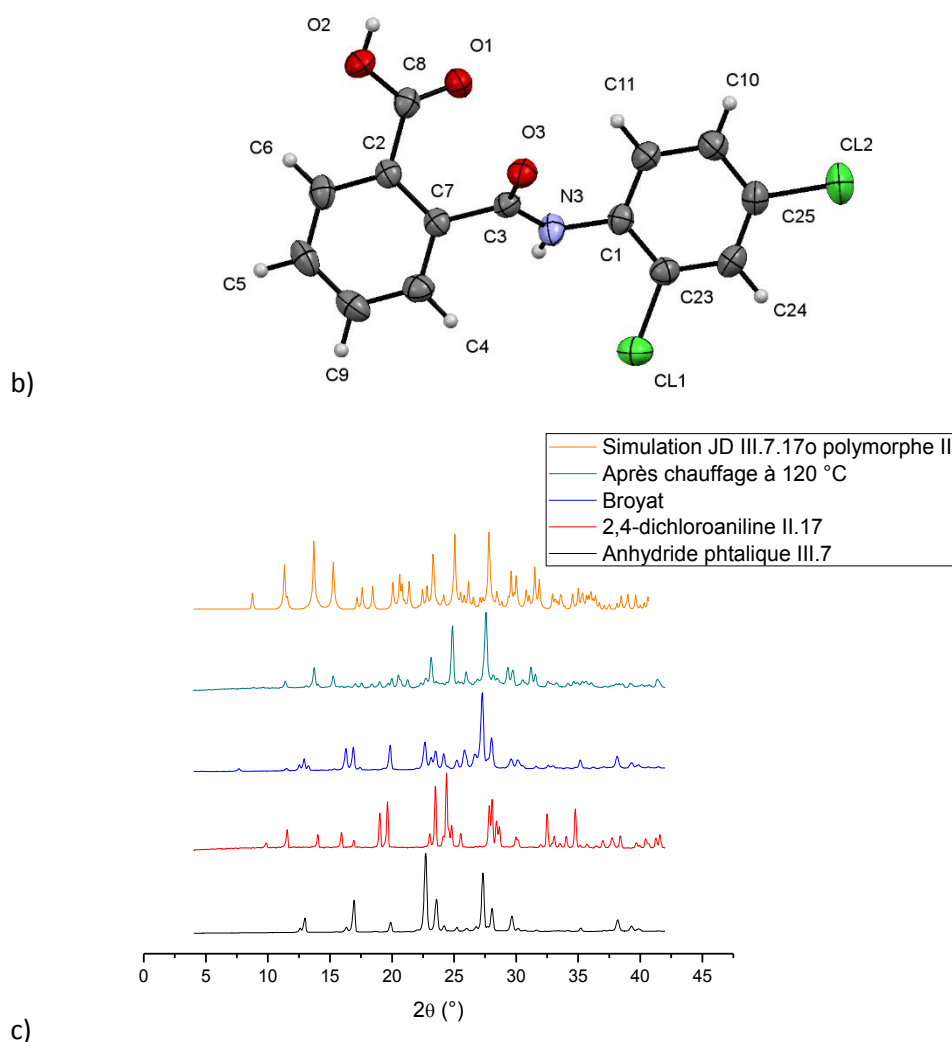 O2
O1
C8
C11
C10
O3
CL2
C2
C6
N3
C7
C25
C3
C1
C5
C23
C24
C4
C9
CL1
b)
Simulation JD III.7.17o polymorphe II
Après chauffage à 120 °C
Broyat
2,4-dichloroaniline II.17
Anhydride phtalique III.7
0 5 10 15 20 25 30 35 40 45
2θ (°)
c)